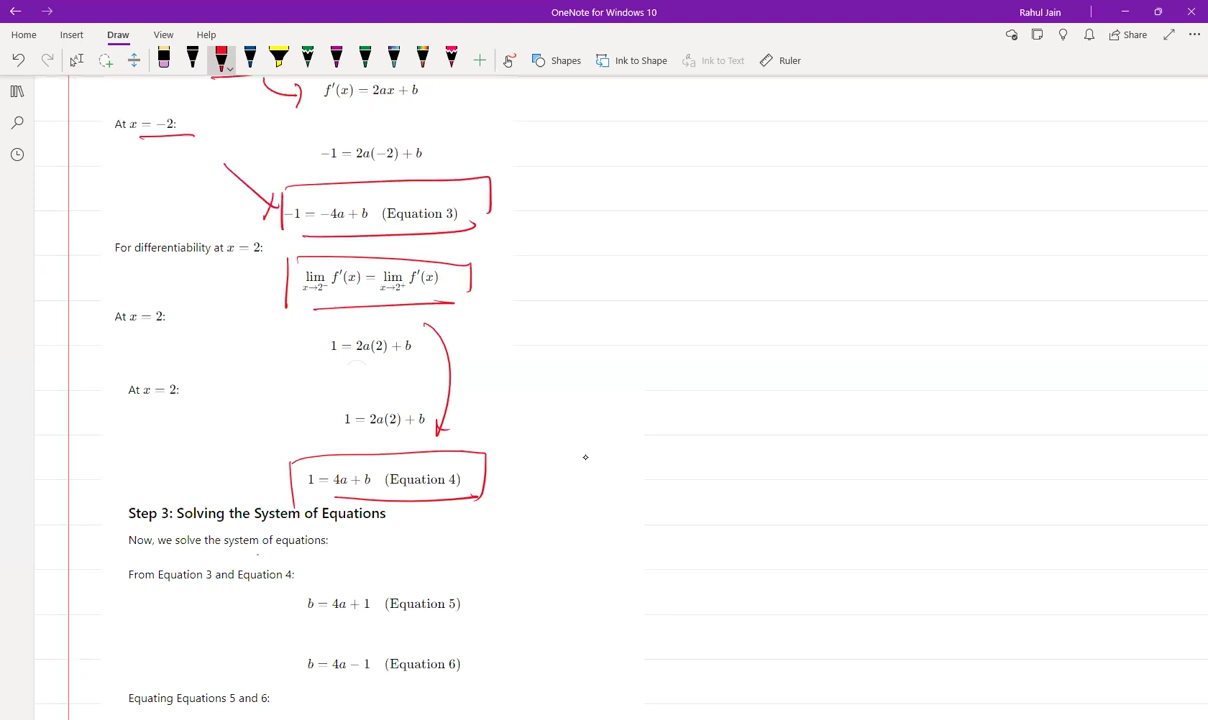 OneNote for Windows 10
Rahul Jain
Home Insert Draw View Help
Share
Shapes Ink to Shape Ink to Text Ruler
f′(x) = 2ax + b
At x = −2:
−1 = 2a(−2) + b
−1 = −4a + b (Equation 3)
For differentiability at x = 2:
lim x→2⁻ f′(x) = lim x→2⁺ f′(x)
At x = 2:
1 = 2a(2) + b
At x = 2:
1 = 2a(2) + b
1 = 4a + b (Equation 4)
Step 3: Solving the System of Equations
Now, we solve the system of equations:
From Equation 3 and Equation 4:
b = 4a + 1 (Equation 5)
b = 4a − 1 (Equation 6)
Equating Equations 5 and 6: